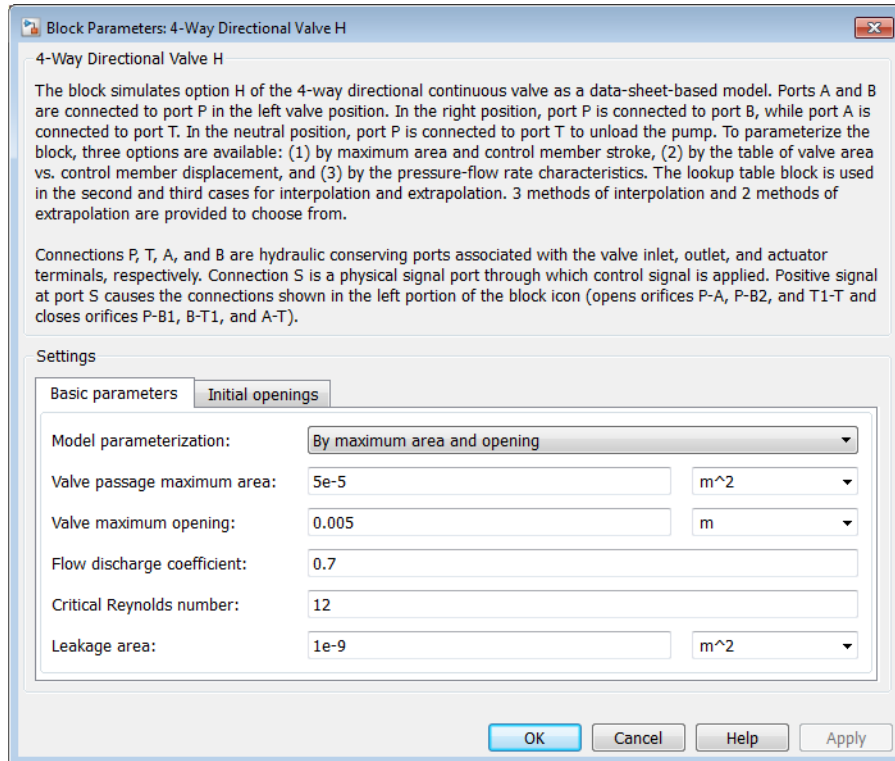 Block Parameters: 4-Way Directional Valve H
4-Way Directional Valve H
The block simulates option H of the 4-way directional continuous valve as a data-sheet-based model. Ports A and B
are connected to port P in the left valve position. In the right position, port P is connected to port B, while port A is
connected to port T. In the neutral position, port P is connected to port T to unload the pump. To parameterize the
block, three options are available: (1) by maximum area and control member stroke, (2) by the table of valve area
vs. control member displacement, and (3) by the pressure-flow rate characteristics. The lookup table block is used
in the second and third cases for interpolation and extrapolation. 3 methods of interpolation and 2 methods of
extrapolation are provided to choose from.
Connections P, T, A, and B are hydraulic conserving ports associated with the valve inlet, outlet, and actuator
terminals, respectively. Connection S is a physical signal port through which control signal is applied. Positive signal
at port S causes the connections shown in the left portion of the block icon (opens orifices P-A, P-B2, and T1-T and
closes orifices P-B1, B-T1, and A-T).
Settings
Basic parameters Initial openings
Model parameterization: By maximum area and opening
Valve passage maximum area: 5e-5 m^2
Valve maximum opening: 0.005 m
Flow discharge coefficient: 0.7
Critical Reynolds number: 12
Leakage area: 1e-9 m^2
OK Cancel Help Apply